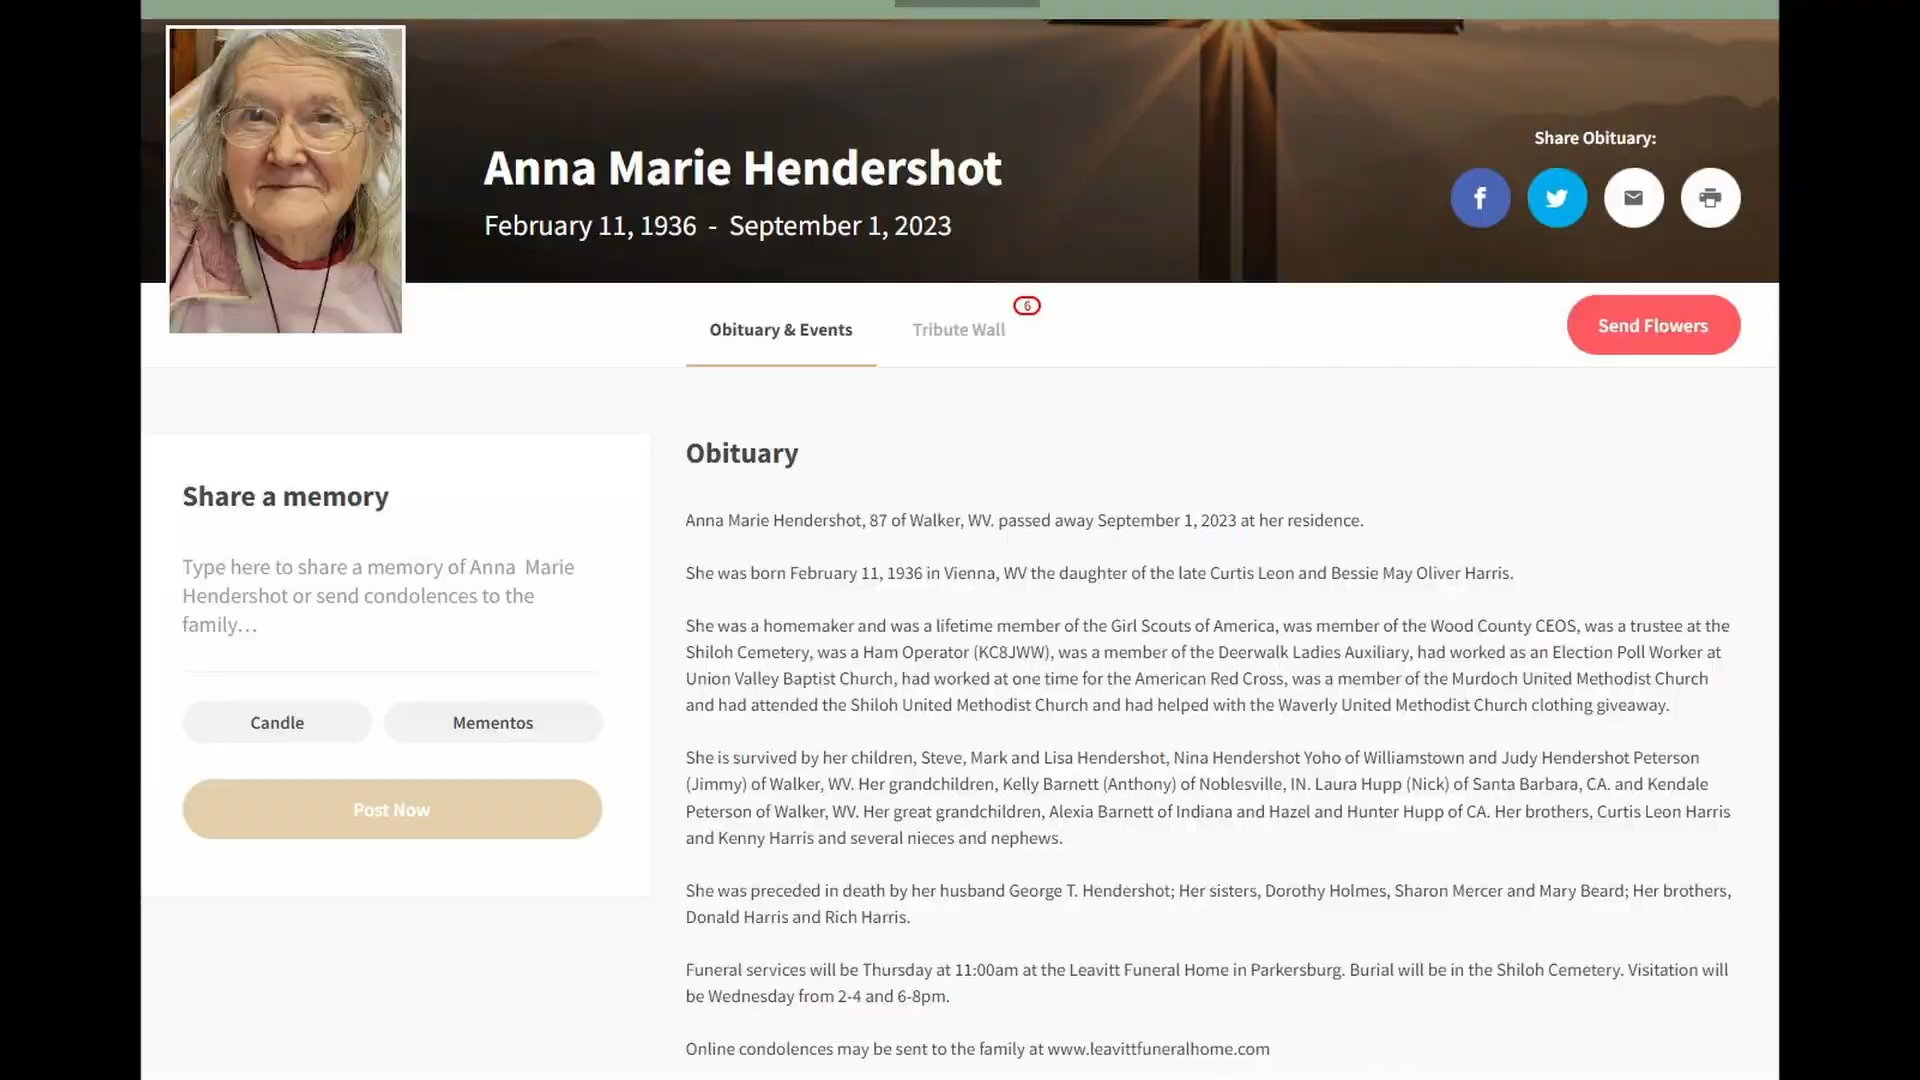 Anna Marie Hendershot
February 11, 1936 - September 1, 2023
Share Obituary:
Obituary & Events
Tribute Wall
6
Send Flowers
Share a memory
Type here to share a memory of Anna Marie
Hendershot or send condolences to the
family…
Candle
Mementos
Post Now
Obituary
Anna Marie Hendershot, 87 of Walker, WV. passed away September 1, 2023 at her residence.
She was born February 11, 1936 in Vienna, WV the daughter of the late Curtis Leon and Bessie May Oliver Harris.
She was a homemaker and was a lifetime member of the Girl Scouts of America, was member of the Wood County CEOS, was a trustee at the
Shiloh Cemetery, was a Ham Operator (KC8JWW), was a member of the Deerwalk Ladies Auxiliary, had worked as an Election Poll Worker at
Union Valley Baptist Church, had worked at one time for the American Red Cross, was a member of the Murdoch United Methodist Church
and had attended the Shiloh United Methodist Church and had helped with the Waverly United Methodist Church clothing giveaway.
She is survived by her children, Steve, Mark and Lisa Hendershot, Nina Hendershot Yoho of Williamstown and Judy Hendershot Peterson
(Jimmy) of Walker, WV. Her grandchildren, Kelly Barnett (Anthony) of Noblesville, IN. Laura Hupp (Nick) of Santa Barbara, CA. and Kendale
Peterson of Walker, WV. Her great grandchildren, Alexia Barnett of Indiana and Hazel and Hunter Hupp of CA. Her brothers, Curtis Leon Harris
and Kenny Harris and several nieces and nephews.
She was preceded in death by her husband George T. Hendershot; Her sisters, Dorothy Holmes, Sharon Mercer and Mary Beard; Her brothers,
Donald Harris and Rich Harris.
Funeral services will be Thursday at 11:00am at the Leavitt Funeral Home in Parkersburg. Burial will be in the Shiloh Cemetery. Visitation will
be Wednesday from 2-4 and 6-8pm.
Online condolences may be sent to the family at www.leavittfuneralhome.com